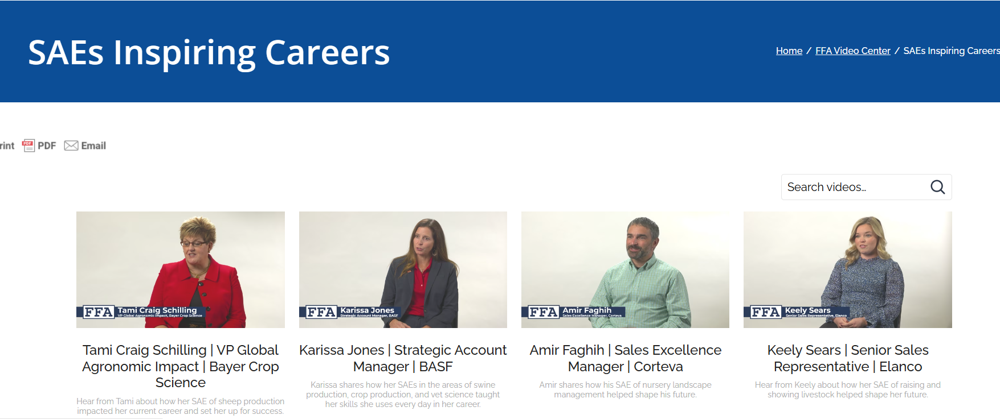 SAEs Inspiring Careers
Home / FFA Video Center / SAEs Inspiring Careers
rint PDF PDF Email
Search videos...
FFA Tami Craig Schilling
VP Global Agronomic Impact, Bayer Crop Science
FFA Karissa Jones
Strategic Account Manager, BASF
FFA Amir Faghih
Sales Excellence Manager, Corteva
FFA Keely Sears
Senior Sales Representative, Elanco
Tami Craig Schilling | VP Global
Agronomic Impact | Bayer Crop
Science
Hear from Tami about how her SAE of sheep production
impacted her current career and set her up for success.
Karissa Jones | Strategic Account
Manager | BASF
Karissa shares how her SAEs in the areas of swine
production, crop production, and vet science taught
her skills she uses every day in her career.
Amir Faghih | Sales Excellence
Manager | Corteva
Amir shares how his SAE of nursery landscape
management helped shape his future.
Keely Sears | Senior Sales
Representative | Elanco
Hear from Keely about how her SAE of raising and
showing livestock helped shape her future.